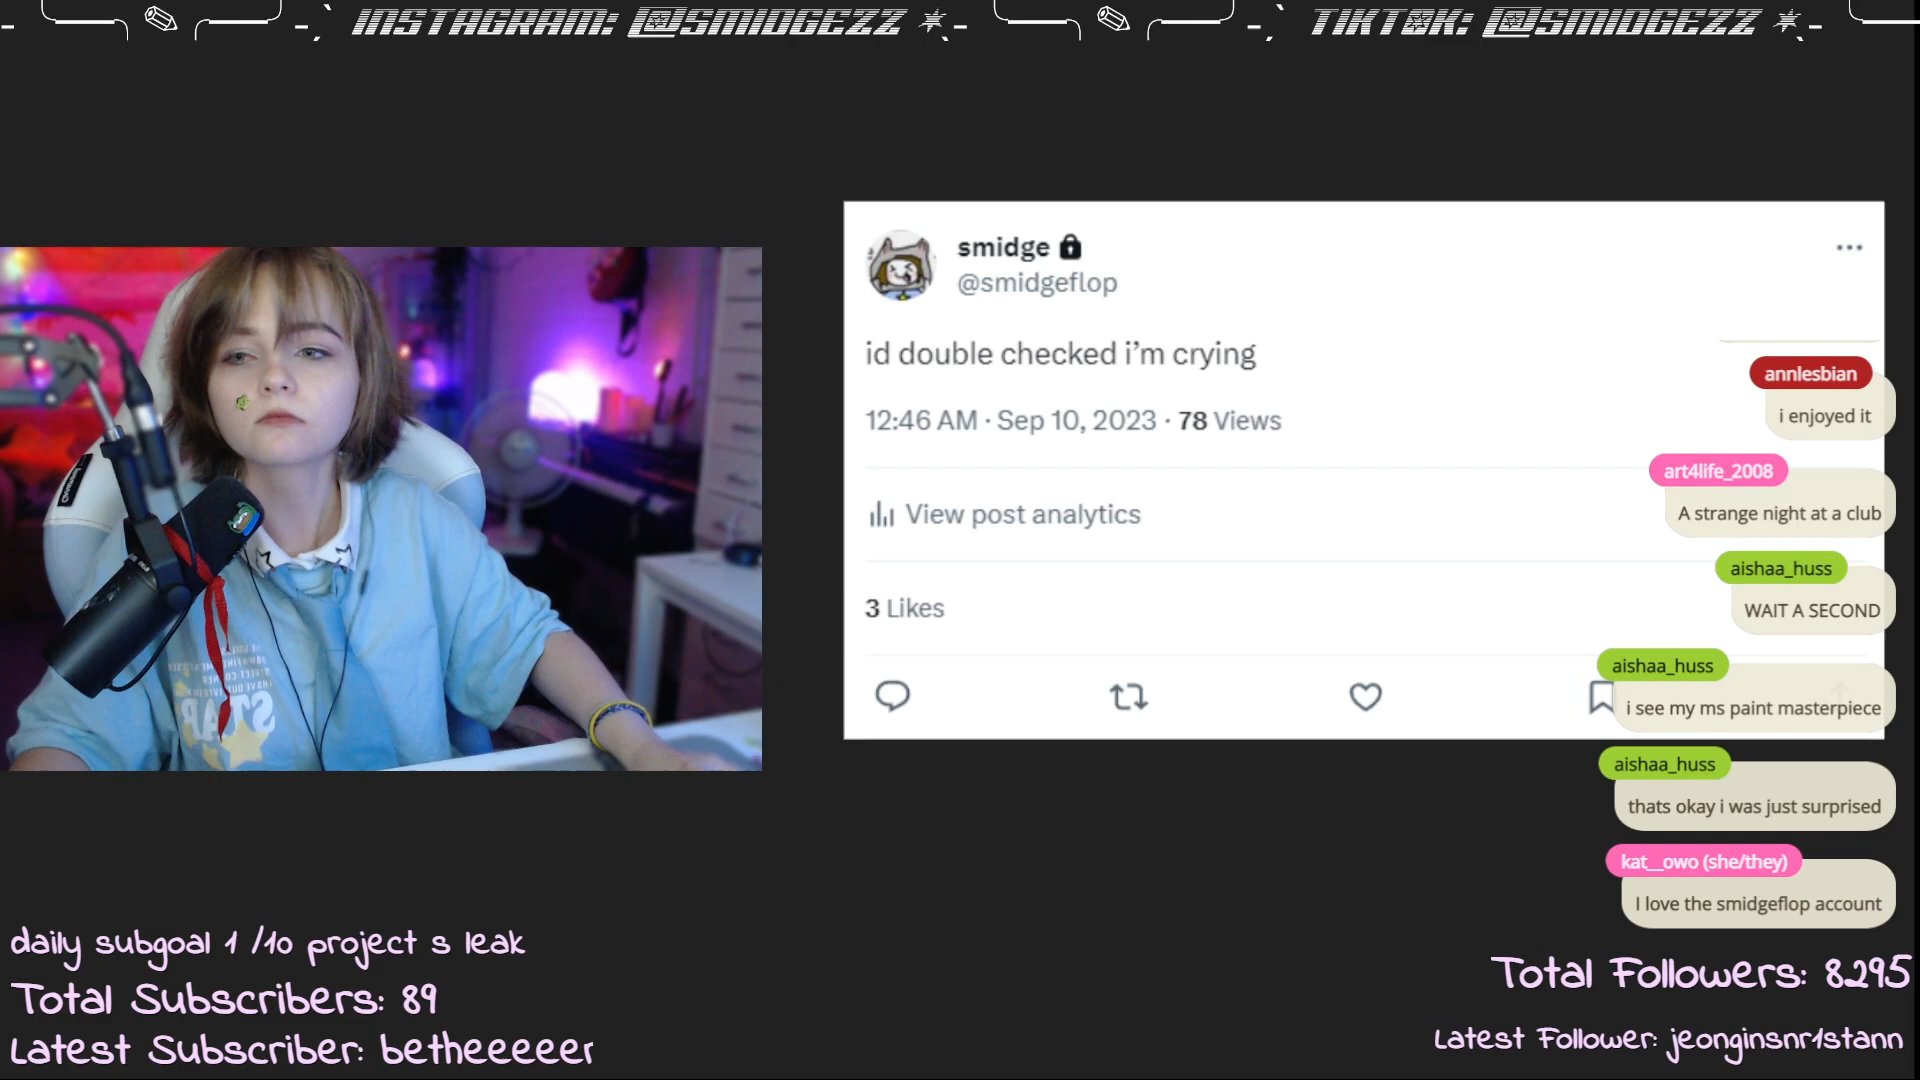 INSTAGRAM: @SMIDGEZZ
TIKTOK: @SMIDGEZZ
smidge
@smidgeflop
id double checked i’m crying
12:46 AM · Sep 10, 2023 · 78 Views
View post analytics
3 Likes
annlesbian
i enjoyed it
art4life_2008
A strange night at a club
aishaa_huss
WAIT A SECOND
aishaa_huss
i see my ms paint masterpiece
aishaa_huss
thats okay i was just surprised
kat__owo (she/they)
I love the smidgeflop account
STAR
daily subgoal 1 /10 project s leak
Total Subscribers: 89
Latest Subscriber: betheeeeer
Total Followers: 8295
Latest Follower: jeonginsnr1stann